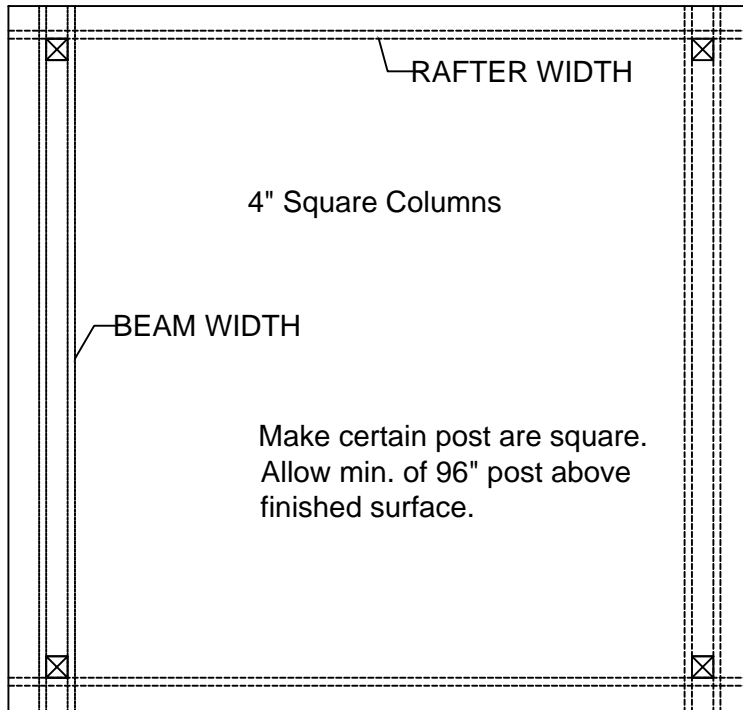 RAFTER WIDTH
4" Square Columns
BEAM WIDTH
Make certain post are square.
Allow min. of 96" post above
finished surface.